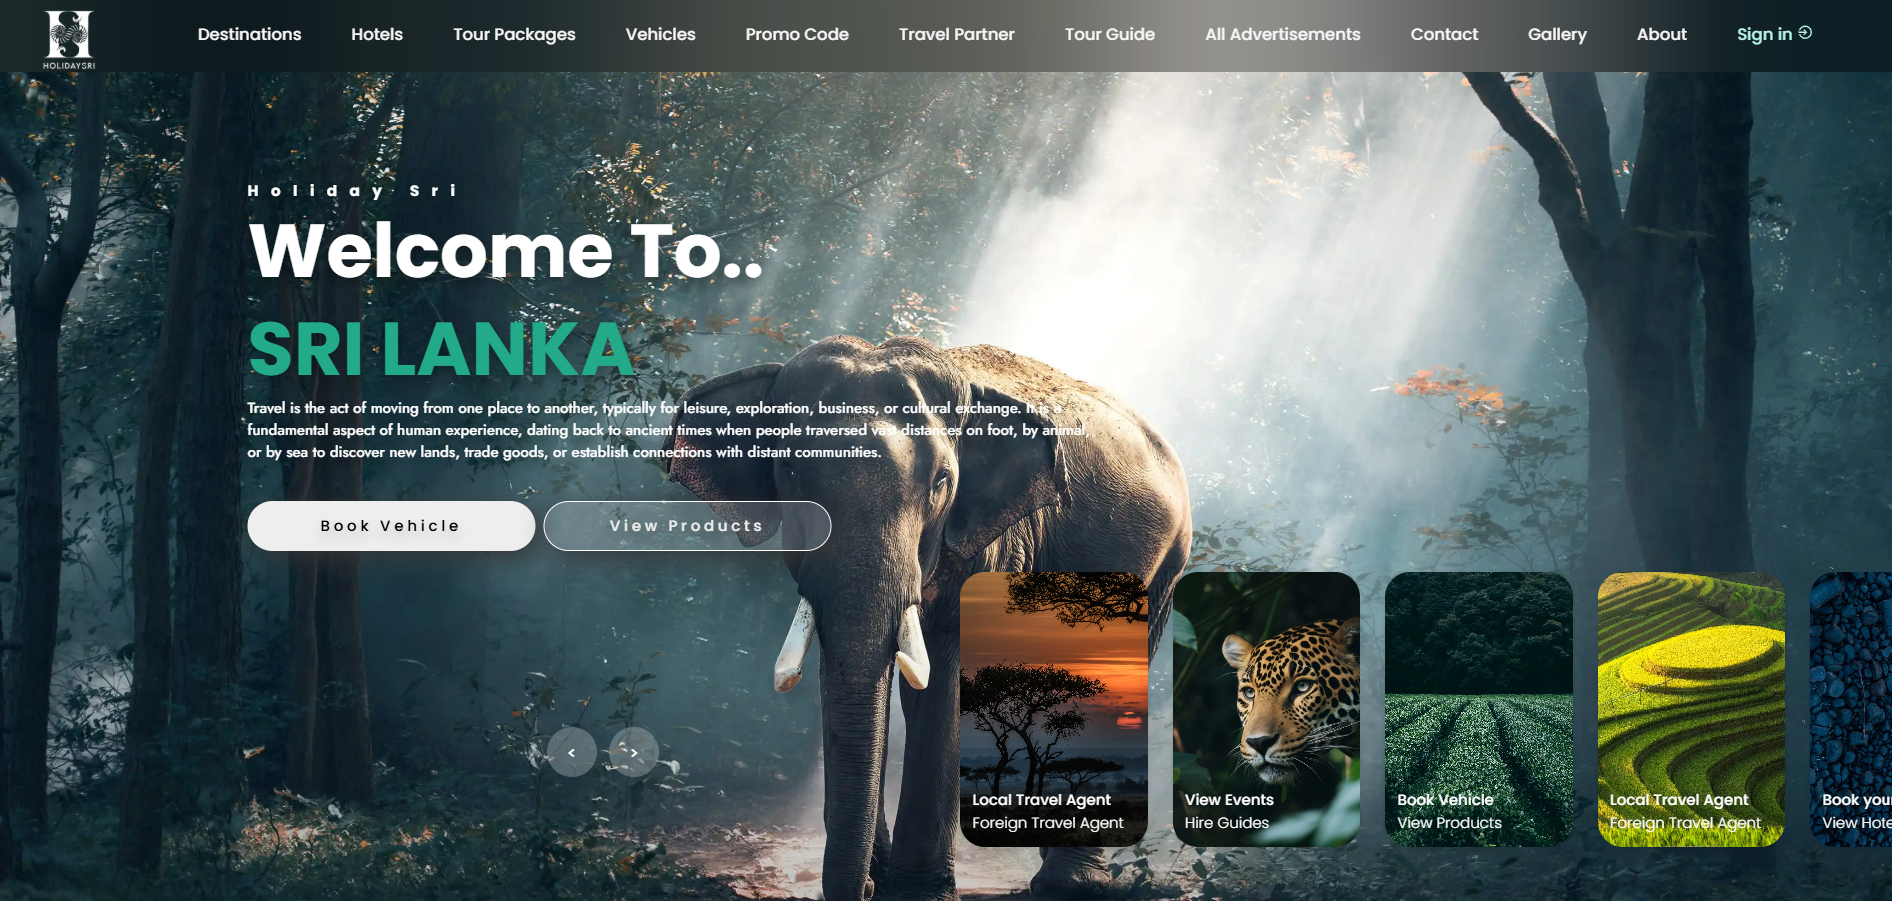 HOLIDAYSRI
Destinations
Hotels
Tour Packages
Vehicles
Promo Code
Travel Partner
Tour Guide
All Advertisements
Contact
Gallery
About
Sign in
Holiday Sri
Welcome To..
SRI LANKA
Travel is the act of moving from one place to another, typically for leisure, exploration, business, or cultural exchange. It is a
fundamental aspect of human experience, dating back to ancient times when people traversed vast distances on foot, by animal,
or by sea to discover new lands, trade goods, or establish connections with distant communities.
Book Vehicle
View Products
<
>
Local Travel Agent
Foreign Travel Agent
View Events
Hire Guides
Book Vehicle
View Products
Local Travel Agent
Foreign Travel Agent
Book your
View Hote